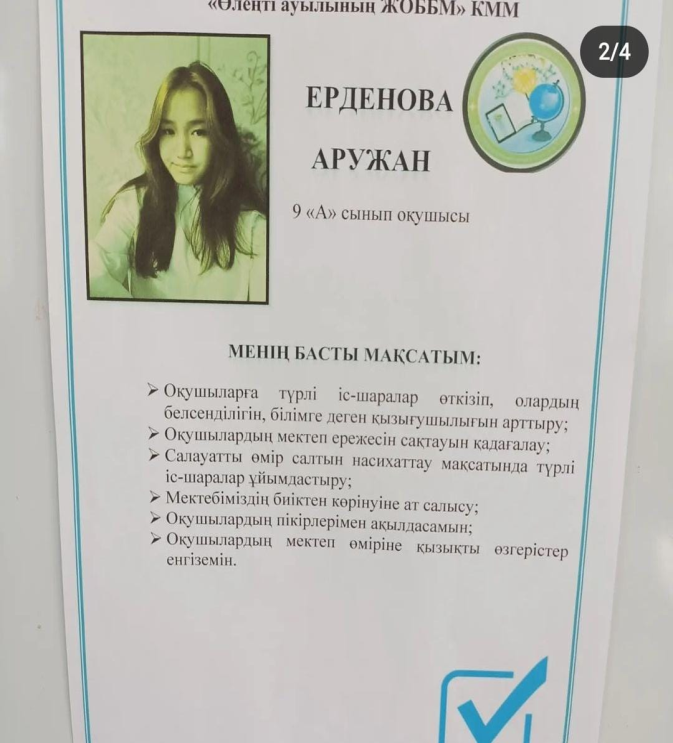 «Өлеңті ауылының ЖОББМ» КММ
2/4
ЕРДЕНОВА
АРУЖАН
9 «А» сынып оқушысы
МЕНІҢ БАСТЫ МАҚСАТЫМ:
➢ Оқушыларға түрлі іс-шаралар өткізіп, олардың
белсенділігін, білімге деген қызығушылығын арттыру;
➢ Оқушылардың мектеп ережесін сақтауын қадағалау;
➢ Салауатты өмір салтын насихаттау мақсатында түрлі
іс-шаралар ұйымдастыру;
➢ Мектебіміздің биіктен көрінуіне ат салысу;
➢ Оқушылардың пікірлерімен ақылдасамын;
➢ Оқушылардың мектеп өміріне қызықты өзгерістер
енгіземін.